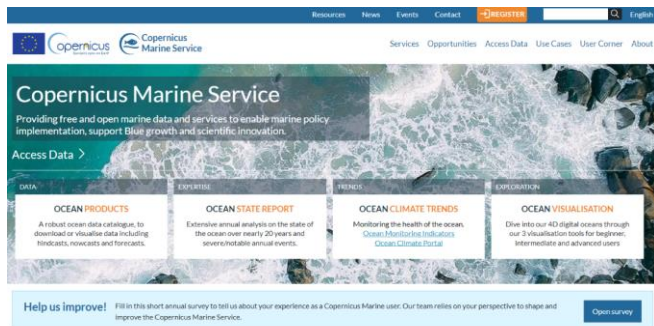 Resources News Events Contact REGISTER English
Copernicus
Copernicus
Marine Service
Services Opportunities Access Data Use Cases User Corner About
Copernicus Marine Service
Providing free and open marine data and services to enable marine policy
implementation, support Blue growth and scientific innovation.
Access Data >
DATA
OCEAN PRODUCTS
A robust ocean data catalogue, to
download or visualise data including
hindcasts, nowcasts and forecasts.
EXPERTISE
OCEAN STATE REPORT
Extensive annual analysis on the state of
the ocean over nearly 20 years and
severe/notable annual events.
TRENDS
OCEAN CLIMATE TRENDS
Monitoring the health of the ocean.
Ocean Monitoring Indicators
Ocean Climate Portal
EXPLORATION
OCEAN VISUALISATION
Dive into our 4D digital oceans through
our 3 visualisation tools for beginner,
intermediate and advanced users
Help us improve!
Fill in this short annual survey to tell us about your experience as a Copernicus Marine user. Our team relies on your perspective to shape and
improve the Copernicus Marine Service.
Open survey